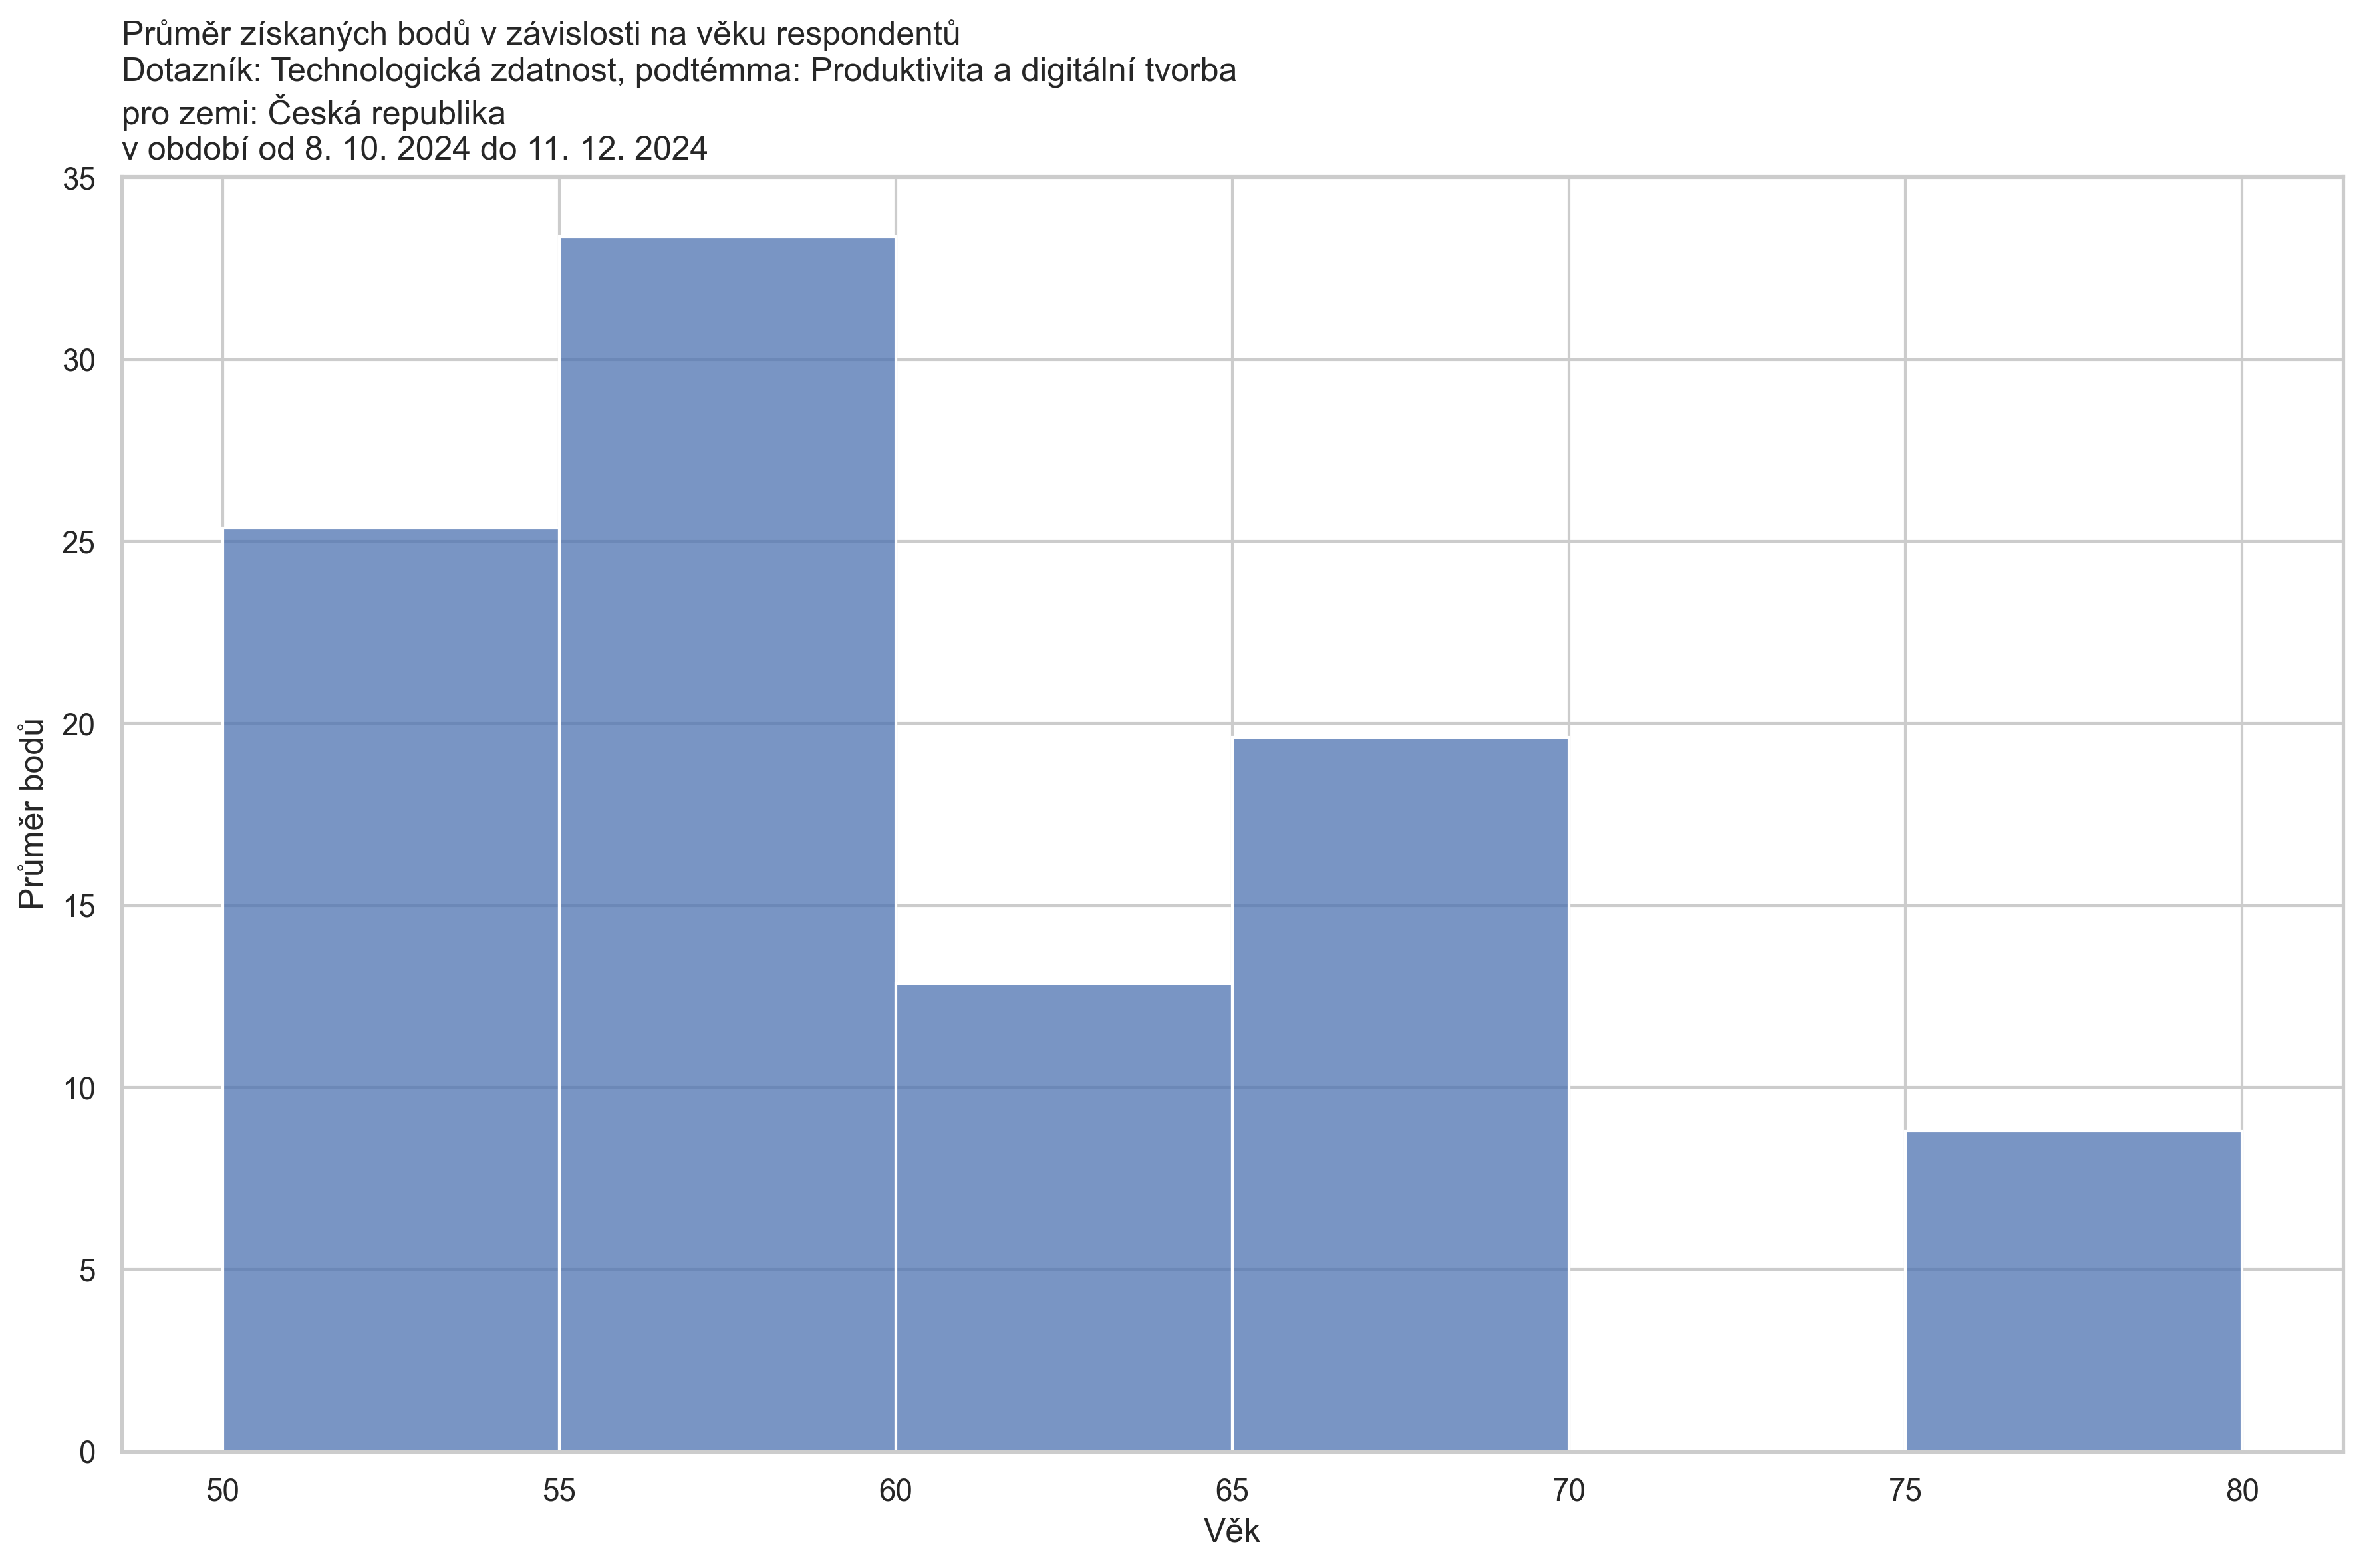 Průměr získaných bodů v závislosti na věku respondentů
Dotazník: Technologická zdatnost, podtémma: Produktivita a digitální tvorba
pro zemi: Česká republika
v období od 8. 10. 2024 do 11. 12. 2024
35
30
25
20
15
10
5
0
Průměr bodů
50 55 60 65 70 75 80
Věk